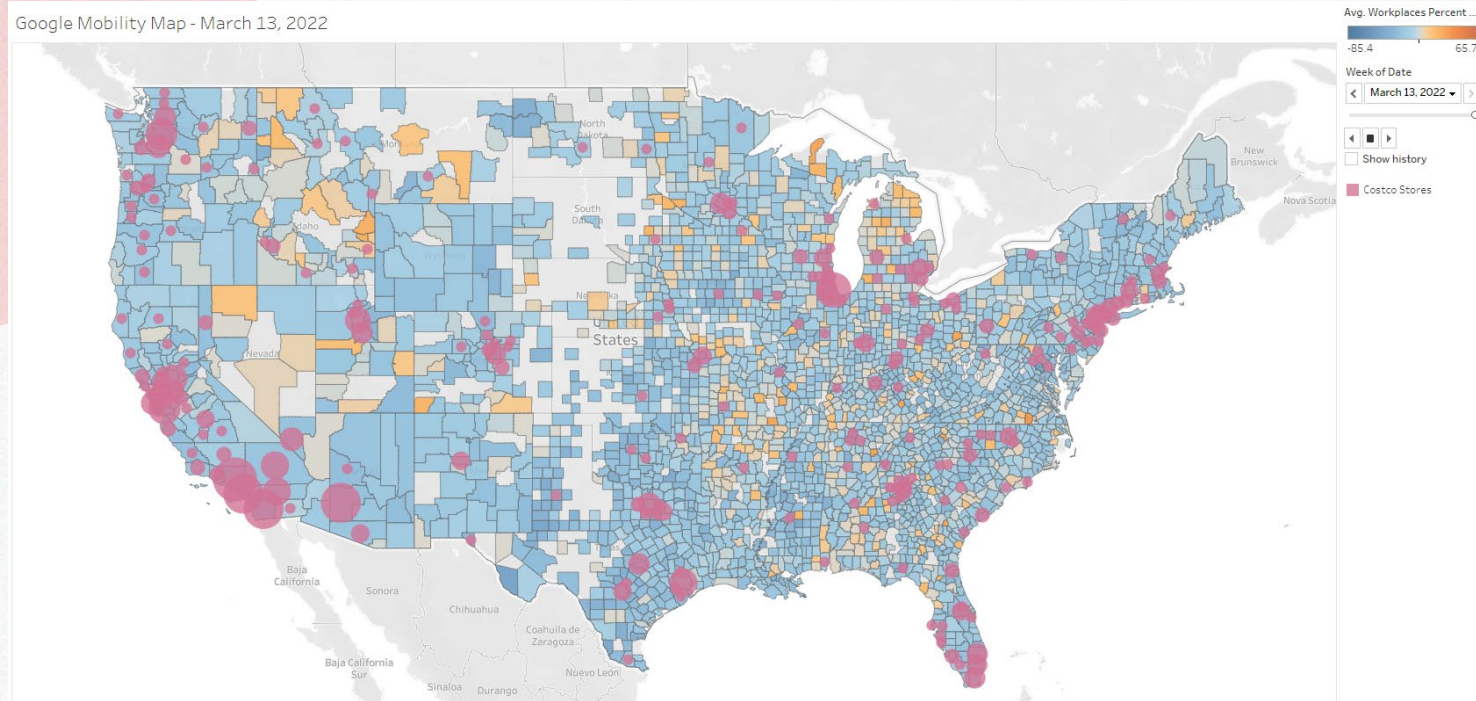 Google Mobility Map - March 13, 2022
Avg. Workplaces Percent ...
-85.4 65.7
Week of Date
March 13, 2022
Show history
Costco Stores
North
Dakota
Montana
New
Brunswick
Nova Scotia
South
Dakota
Idaho
Wyoming
Nebraska
States
Nevada
Texas
Baja
California
Sonora
Chihuahua
Coahuila de
Zaragoza
Baja California
Sur
Nuevo León
Sinaloa
Durango